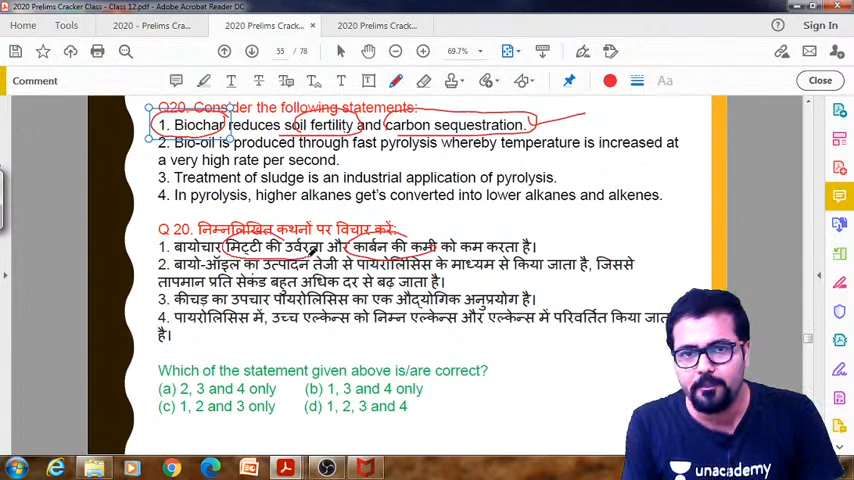 2020 Prelims Cracker Class - Class 12.pdf - Adobe Acrobat Reader DC
Home Tools 2020 - Prelims Crac... 2020 Prelims Crack... × 2020 Prelims Crack... Sign In
55 / 78 69.7%
Comment Aa Close
Q20. Consider the following statements:
1. Biochar reduces soil fertility and carbon sequestration.
2. Bio-oil is produced through fast pyrolysis whereby temperature is increased at
a very high rate per second.
3. Treatment of sludge is an industrial application of pyrolysis.
4. In pyrolysis, higher alkanes get's converted into lower alkanes and alkenes.
Q 20. निम्नलिखित कथनों पर विचार करें:
1. बायोचार मिट्टी की उर्वरता और कार्बन की कमी को कम करता है।
2. बायो-ऑइल का उत्पादन तेजी से पायरोलिसिस के माध्यम से किया जाता है, जिससे
तापमान प्रति सेकंड बहुत अधिक दर से बढ़ जाता है।
3. कीचड़ का उपचार पायरोलिसिस का एक औद्योगिक अनुप्रयोग है।
4. पायरोलिसिस में, उच्च एल्केन्स को निम्न एल्केन्स और एल्केन्स में परिवर्तित किया
है।
Which of the statement given above is/are correct?
(a) 2, 3 and 4 only (b) 1, 3 and 4 only
(c) 1, 2 and 3 only (d) 1, 2, 3 and 4
unacademy